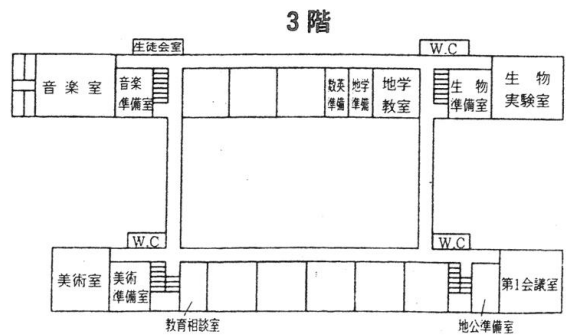 3階
生徒会室
W.C
音楽室
音楽
準備室
数英
準備
地学
準備
地学
教室
生物
準備室
生物
実験室
W.C
W.C
美術室
美術
準備室
第1会議室
教育相談室
地公準備室